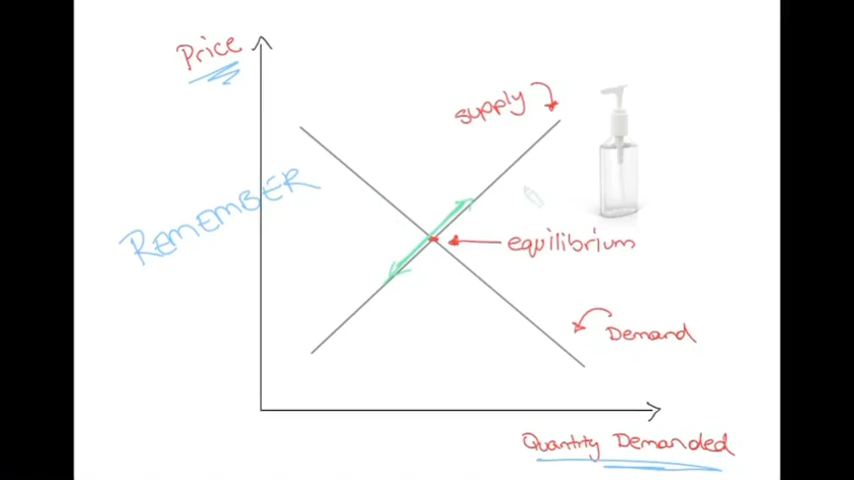 Price
supply
REMEMBER
equilibrium
Demand
Quantity Demanded